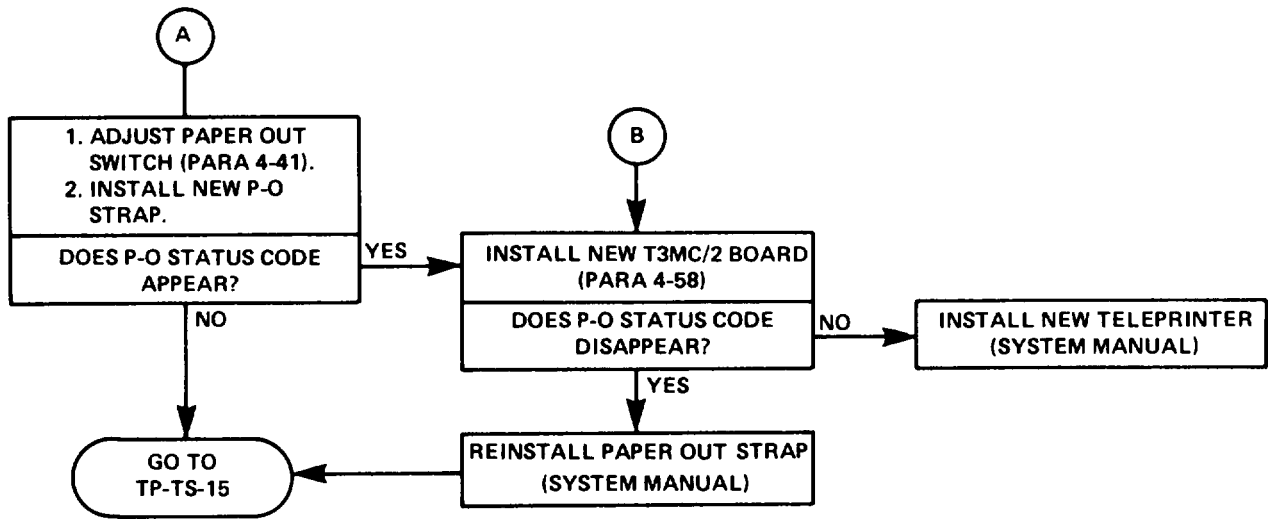 A
1. ADJUST PAPER OUT
SWITCH (PARA 4-41).
2. INSTALL NEW P-O
STRAP.
DOES P-O STATUS CODE
APPEAR?
YES
NO
B
INSTALL NEW T3MC/2 BOARD
(PARA 4-58)
DOES P-O STATUS CODE
DISAPPEAR?
NO
YES
INSTALL NEW TELEPRINTER
(SYSTEM MANUAL)
REINSTALL PAPER OUT STRAP
(SYSTEM MANUAL)
GO TO
TP-TS-15